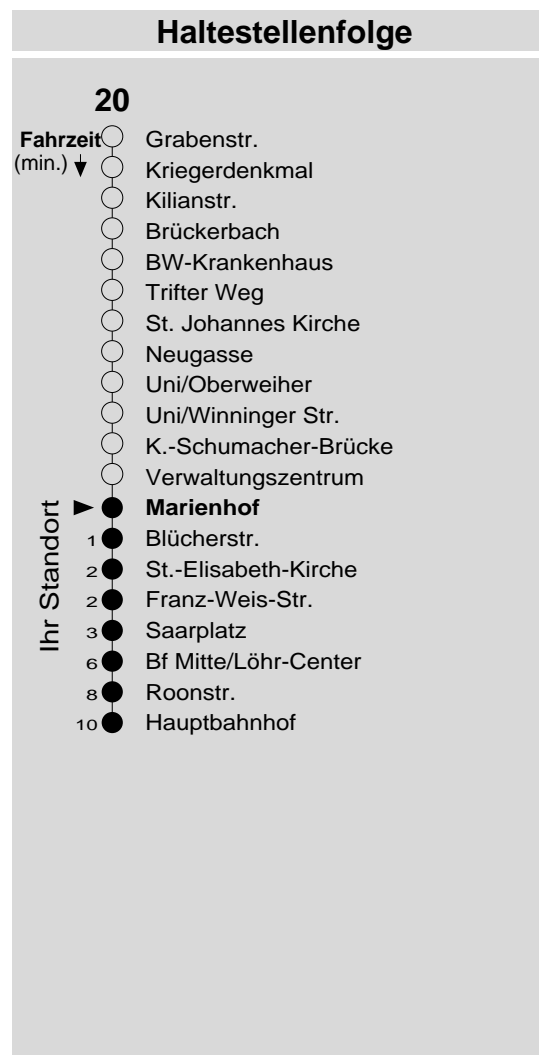 Haltestellenfolge
20
Fahrzeit Grabenstr.
(min.) Kriegerdenkmal
Kilianstr.
Brückerbach
BW-Krankenhaus
Trifter Weg
St. Johannes Kirche
Neugasse
Uni/Oberweiher
Uni/Winninger Str.
K.-Schumacher-Brücke
Verwaltungszentrum
Ihr Standort
Marienhof
1 Blücherstr.
2 St.-Elisabeth-Kirche
2 Franz-Weis-Str.
3 Saarplatz
6 Bf Mitte/Löhr-Center
8 Roonstr.
10 Hauptbahnhof